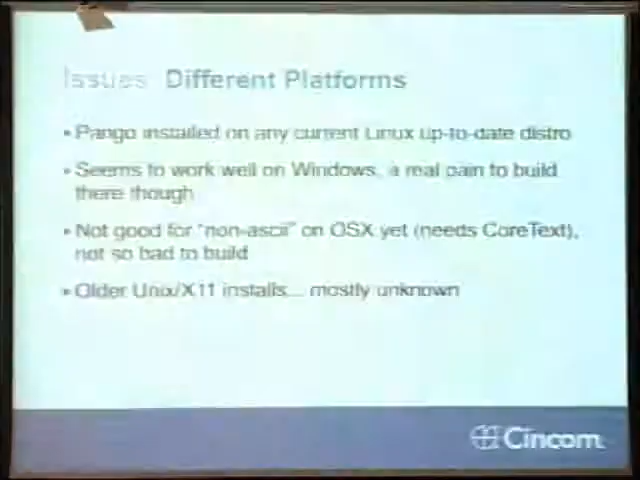 Issues Different Platforms
• Pango installed on any current Linux up-to-date distro
• Seems to work well on Windows, a real pain to build
there though
• Not good for "non-ascii" on OSX yet (needs CoreText),
not so bad to build
• Older Unix/X11 installs... mostly unknown
Cincom